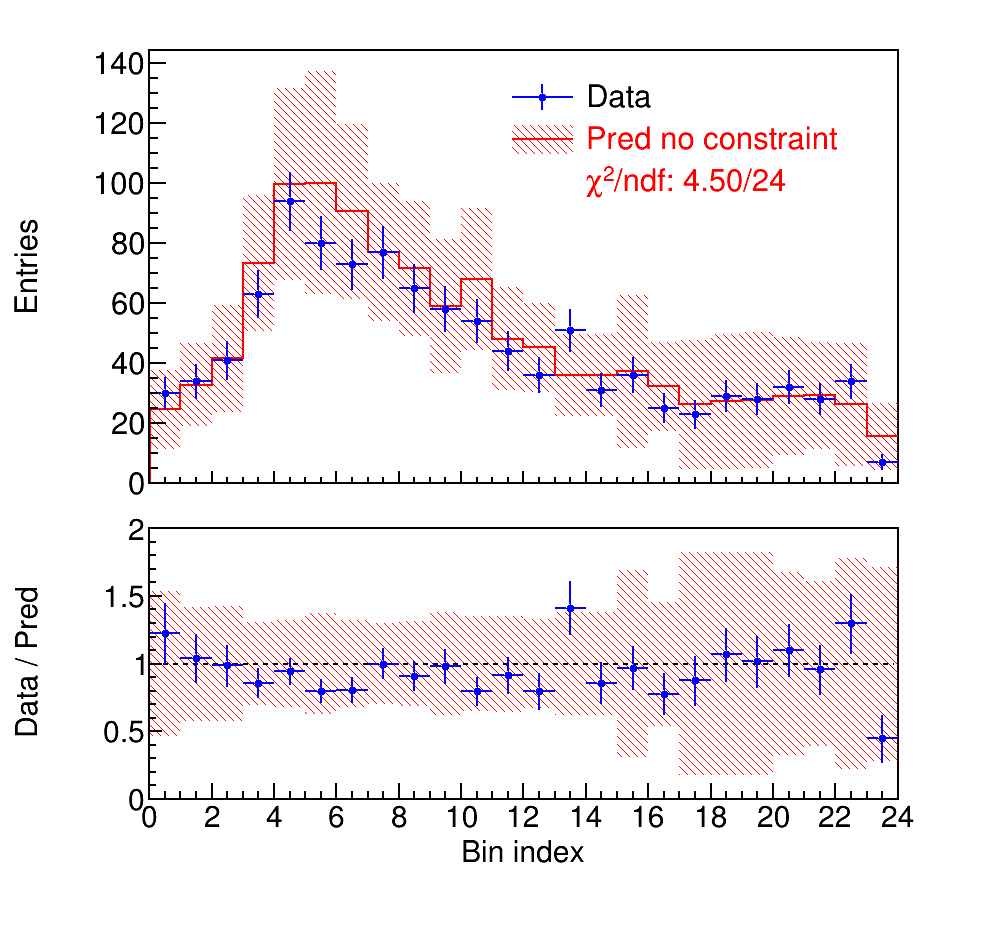 140
120
100
80
60
40
20
0
Entries
Data
Pred no constraint
χ²/ndf: 4.50/24
2
1.5
1
0.5
0
Data / Pred
0 2 4 6 8 10 12 14 16 18 20 22 24
Bin index